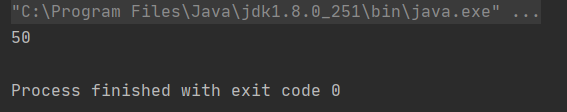 "C:\Program Files\Java\jdk1.8.0_251\bin\java.exe" ...
50
Process finished with exit code 0